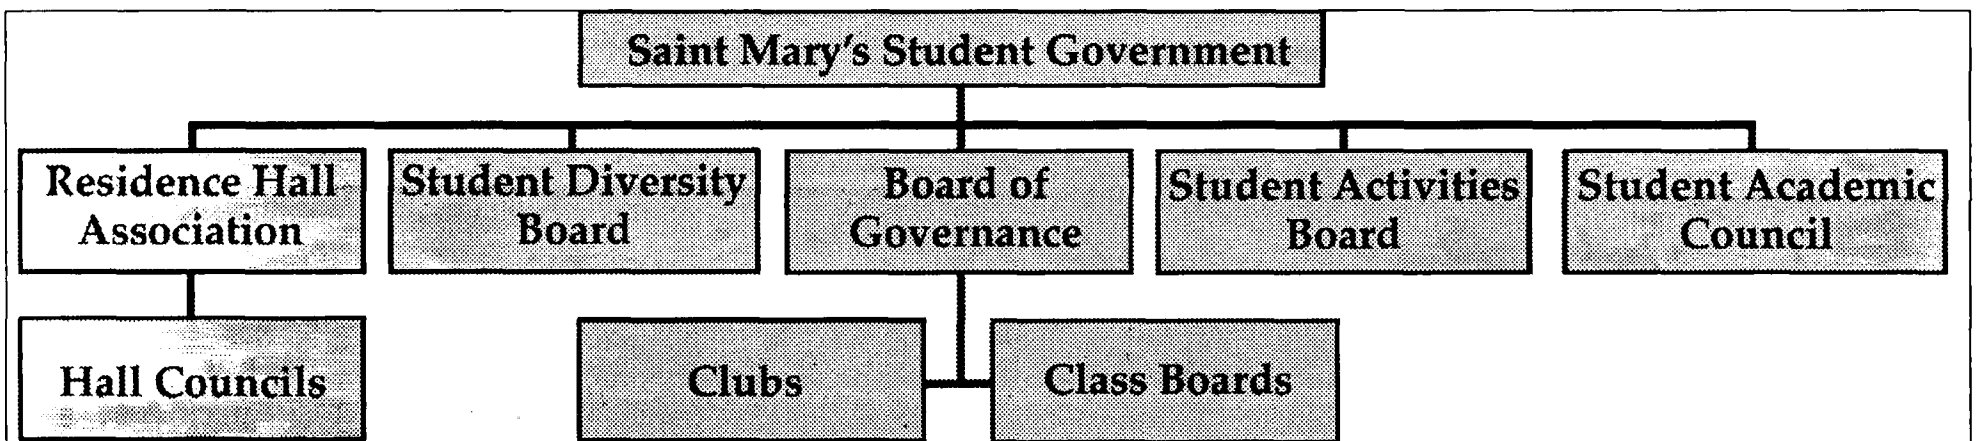 Saint Mary's Student Government
Residence Hall
Association
Student Diversity
Board
Board of
Governance
Student Activities
Board
Student Academic
Council
Hall Councils
Clubs
Class Boards